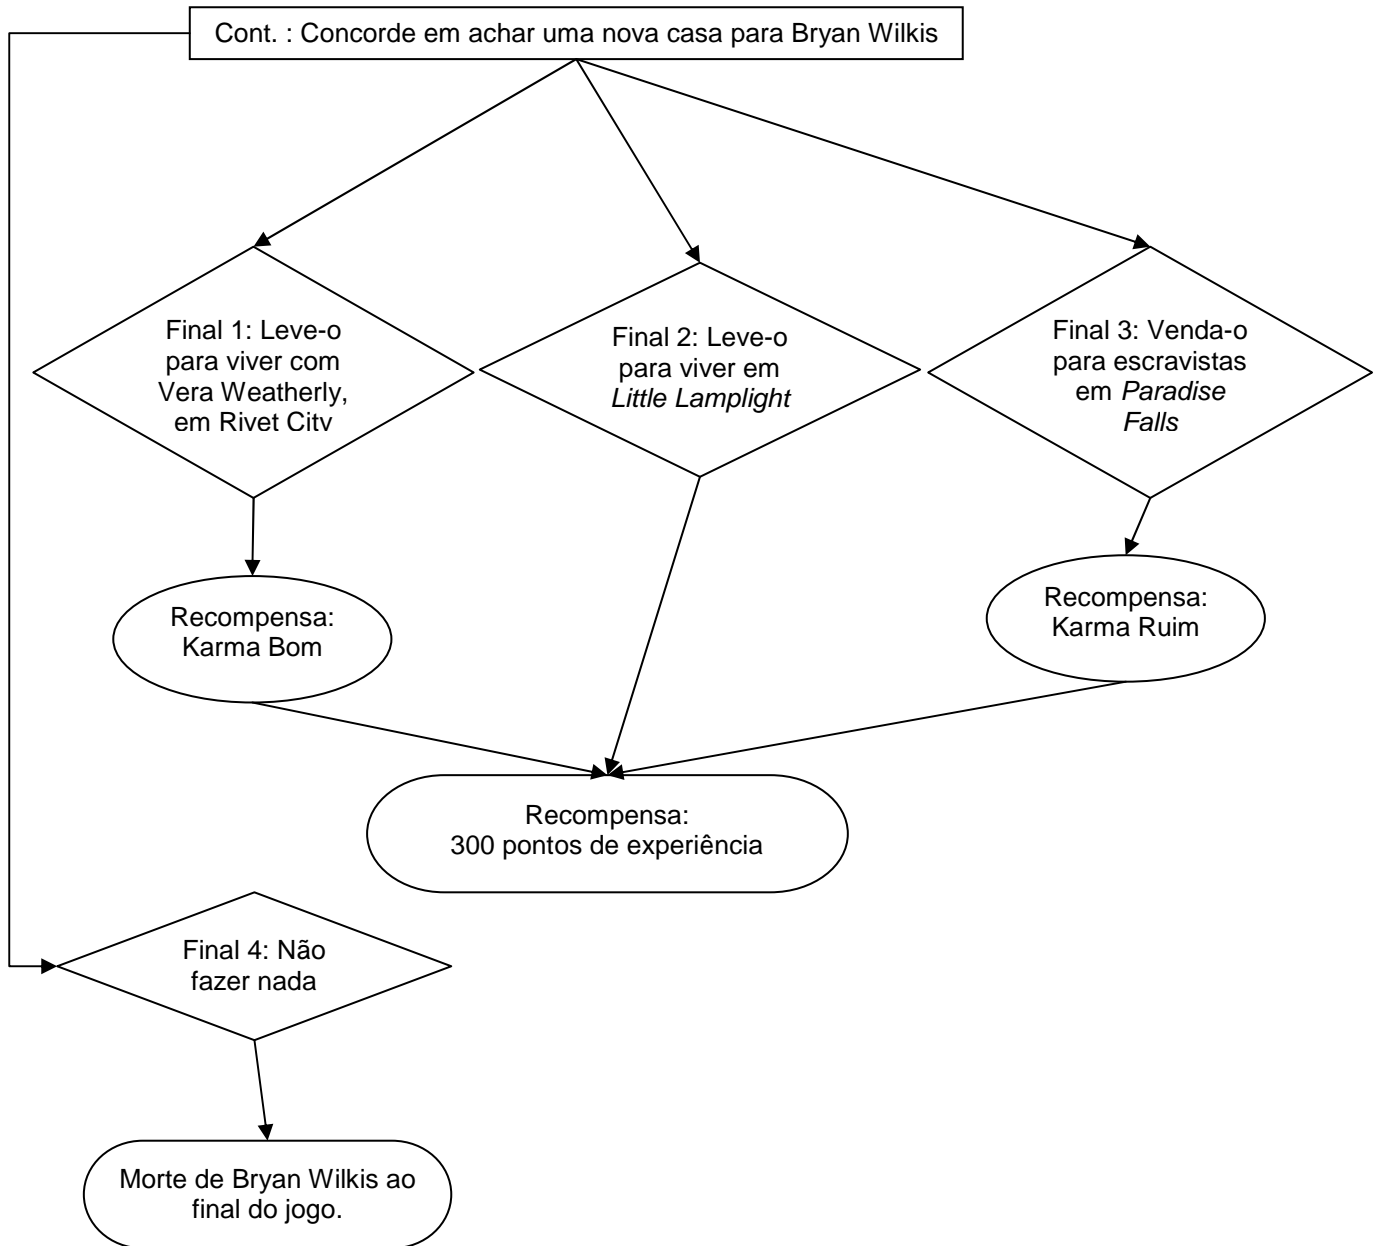 Cont. : Concorde em achar uma nova casa para Bryan Wilkis
Final 1: Leve-o
para viver com
Vera Weatherly,
em Rivet City
Final 2: Leve-o
para viver em
Little Lamplight
Final 3: Venda-o
para escravistas
em Paradise
Falls
Recompensa:
Karma Bom
Recompensa:
Karma Ruim
Recompensa:
300 pontos de experiência
Final 4: Não
fazer nada
Morte de Bryan Wilkis ao
final do jogo.